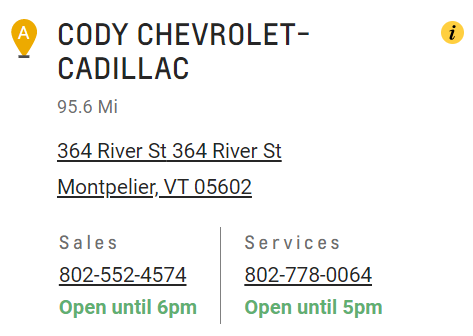 A
CODY CHEVROLET-
CADILLAC
i
95.6 Mi
364 River St 364 River St
Montpelier, VT 05602
Sales
802-552-4574
Open until 6pm
Services
802-778-0064
Open until 5pm